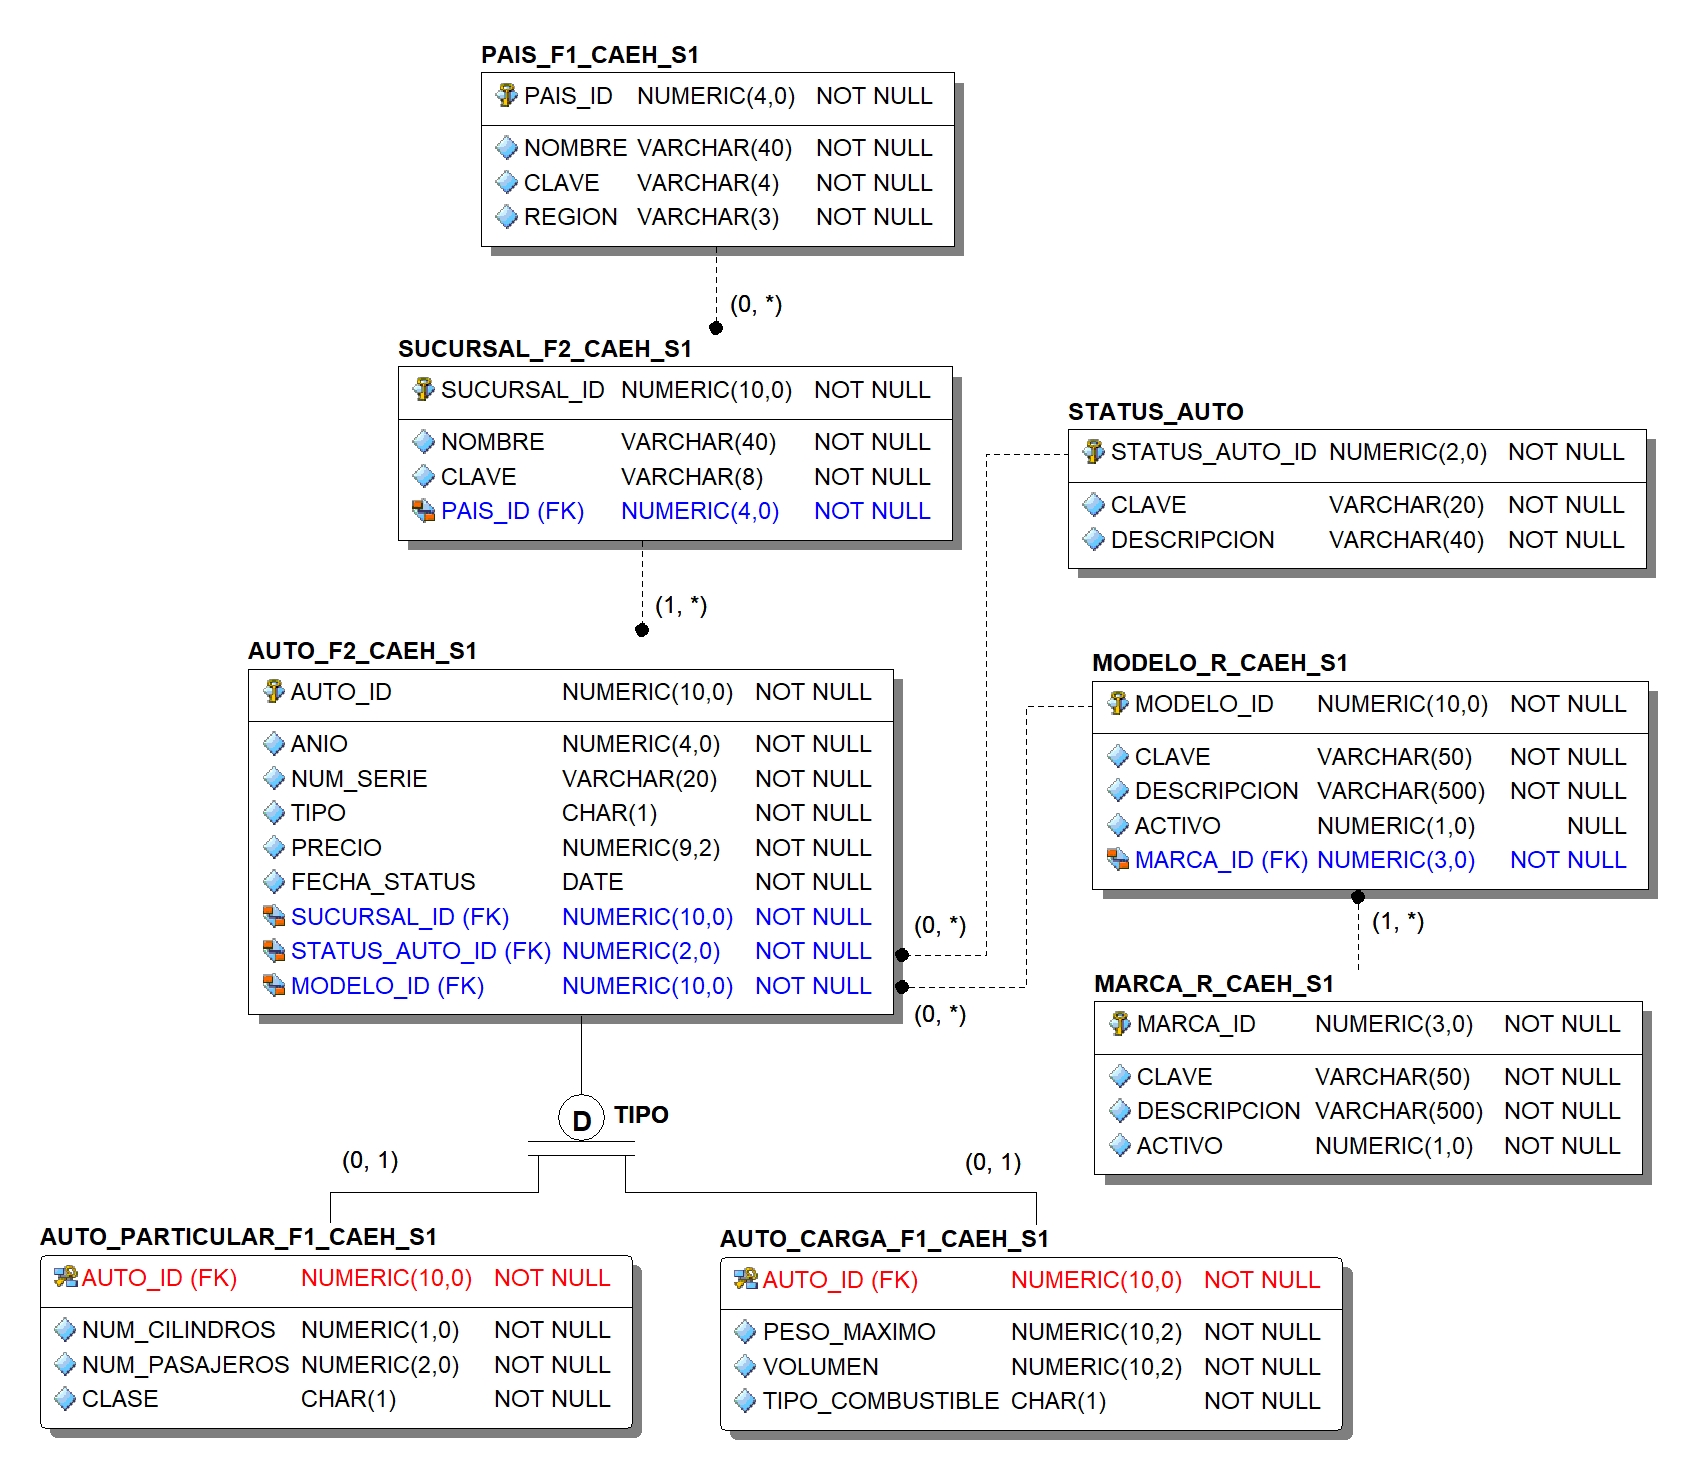 PAIS_F1_CAEH_S1
PAIS_ID NUMERIC(4,0) NOT NULL
NOMBRE VARCHAR(40) NOT NULL
CLAVE VARCHAR(4) NOT NULL
REGION VARCHAR(3) NOT NULL
(0, *)
SUCURSAL_F2_CAEH_S1
SUCURSAL_ID NUMERIC(10,0) NOT NULL
NOMBRE VARCHAR(40) NOT NULL
CLAVE VARCHAR(8) NOT NULL
PAIS_ID (FK) NUMERIC(4,0) NOT NULL
(1, *)
STATUS_AUTO
STATUS_AUTO_ID NUMERIC(2,0) NOT NULL
CLAVE VARCHAR(20) NOT NULL
DESCRIPCION VARCHAR(40) NOT NULL
AUTO_F2_CAEH_S1
AUTO_ID NUMERIC(10,0) NOT NULL
ANIO NUMERIC(4,0) NOT NULL
NUM_SERIE VARCHAR(20) NOT NULL
TIPO CHAR(1) NOT NULL
PRECIO NUMERIC(9,2) NOT NULL
FECHA_STATUS DATE NOT NULL
SUCURSAL_ID (FK) NUMERIC(10,0) NOT NULL
STATUS_AUTO_ID (FK) NUMERIC(2,0) NOT NULL
MODELO_ID (FK) NUMERIC(10,0) NOT NULL
(0, *)
(0, *)
MODELO_R_CAEH_S1
MODELO_ID NUMERIC(10,0) NOT NULL
CLAVE VARCHAR(50) NOT NULL
DESCRIPCION VARCHAR(500) NOT NULL
ACTIVO NUMERIC(1,0) NULL
MARCA_ID (FK) NUMERIC(3,0) NOT NULL
(1, *)
MARCA_R_CAEH_S1
MARCA_ID NUMERIC(3,0) NOT NULL
CLAVE VARCHAR(50) NOT NULL
DESCRIPCION VARCHAR(500) NOT NULL
ACTIVO NUMERIC(1,0) NOT NULL
D TIPO
(0, 1)
(0, 1)
AUTO_PARTICULAR_F1_CAEH_S1
AUTO_ID (FK) NUMERIC(10,0) NOT NULL
NUM_CILINDROS NUMERIC(1,0) NOT NULL
NUM_PASAJEROS NUMERIC(2,0) NOT NULL
CLASE CHAR(1) NOT NULL
AUTO_CARGA_F1_CAEH_S1
AUTO_ID (FK) NUMERIC(10,0) NOT NULL
PESO_MAXIMO NUMERIC(10,2) NOT NULL
VOLUMEN NUMERIC(10,2) NOT NULL
TIPO_COMBUSTIBLE CHAR(1) NOT NULL